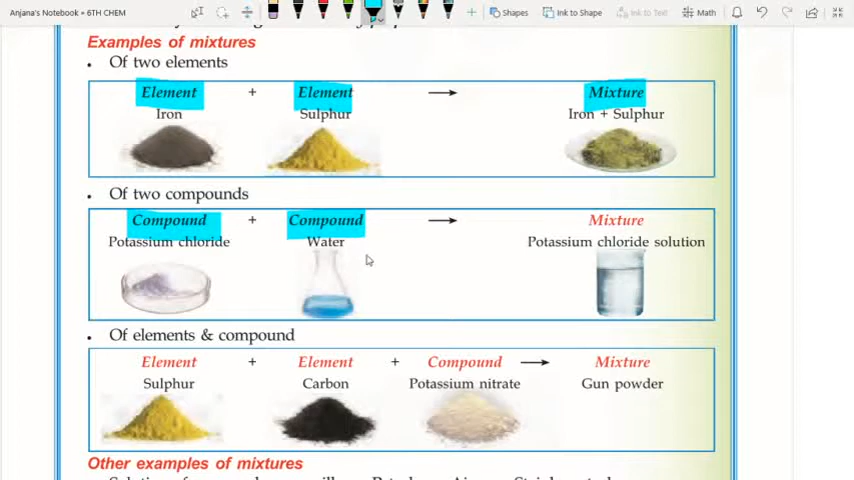 Anjana's Notebook » 6TH CHEM
Shapes
Ink to Shape
Ink to Text
Math
Examples of mixtures
• Of two elements
Element + Element → Mixture
Iron Sulphur Iron + Sulphur
• Of two compounds
Compound + Compound → Mixture
Potassium chloride Water Potassium chloride solution
• Of elements & compound
Element + Element + Compound → Mixture
Sulphur Carbon Potassium nitrate Gun powder
Other examples of mixtures